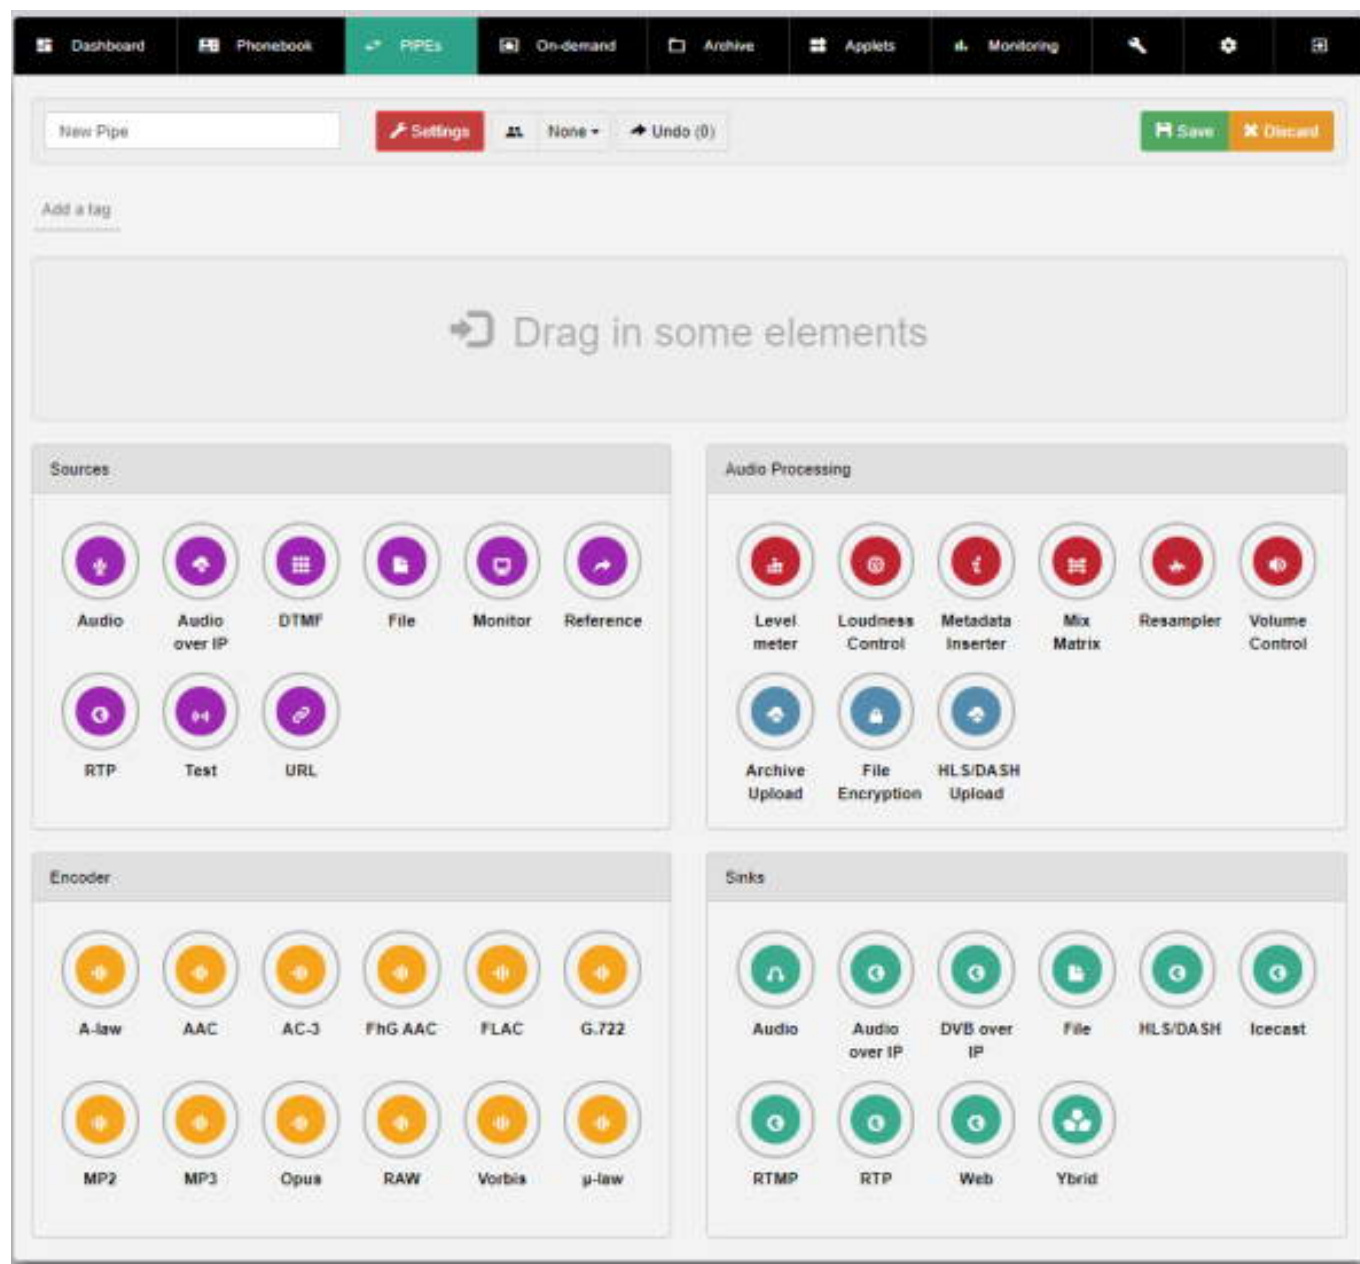 Dashboard Phonebook PIPEs On-demand Archive Applets Monitoring
New Pipe Settings None Undo (0) Save Discard
Add a tag
Drag in some elements
Sources
Audio Audio over IP DTMF File Monitor Reference
RTP Test URL
Audio Processing
Level meter Loudness Control Metadata Inserter Mix Matrix Resampler Volume Control
Archive Upload File Encryption HLS/DASH Upload
Encoder
A-law AAC AC-3 FhG AAC FLAC G.722
MP2 MP3 Opus RAW Vorbis µ-law
Sinks
Audio Audio over IP DVB over IP File HLS/DASH Icecast
RTMP RTP Web Ybrid